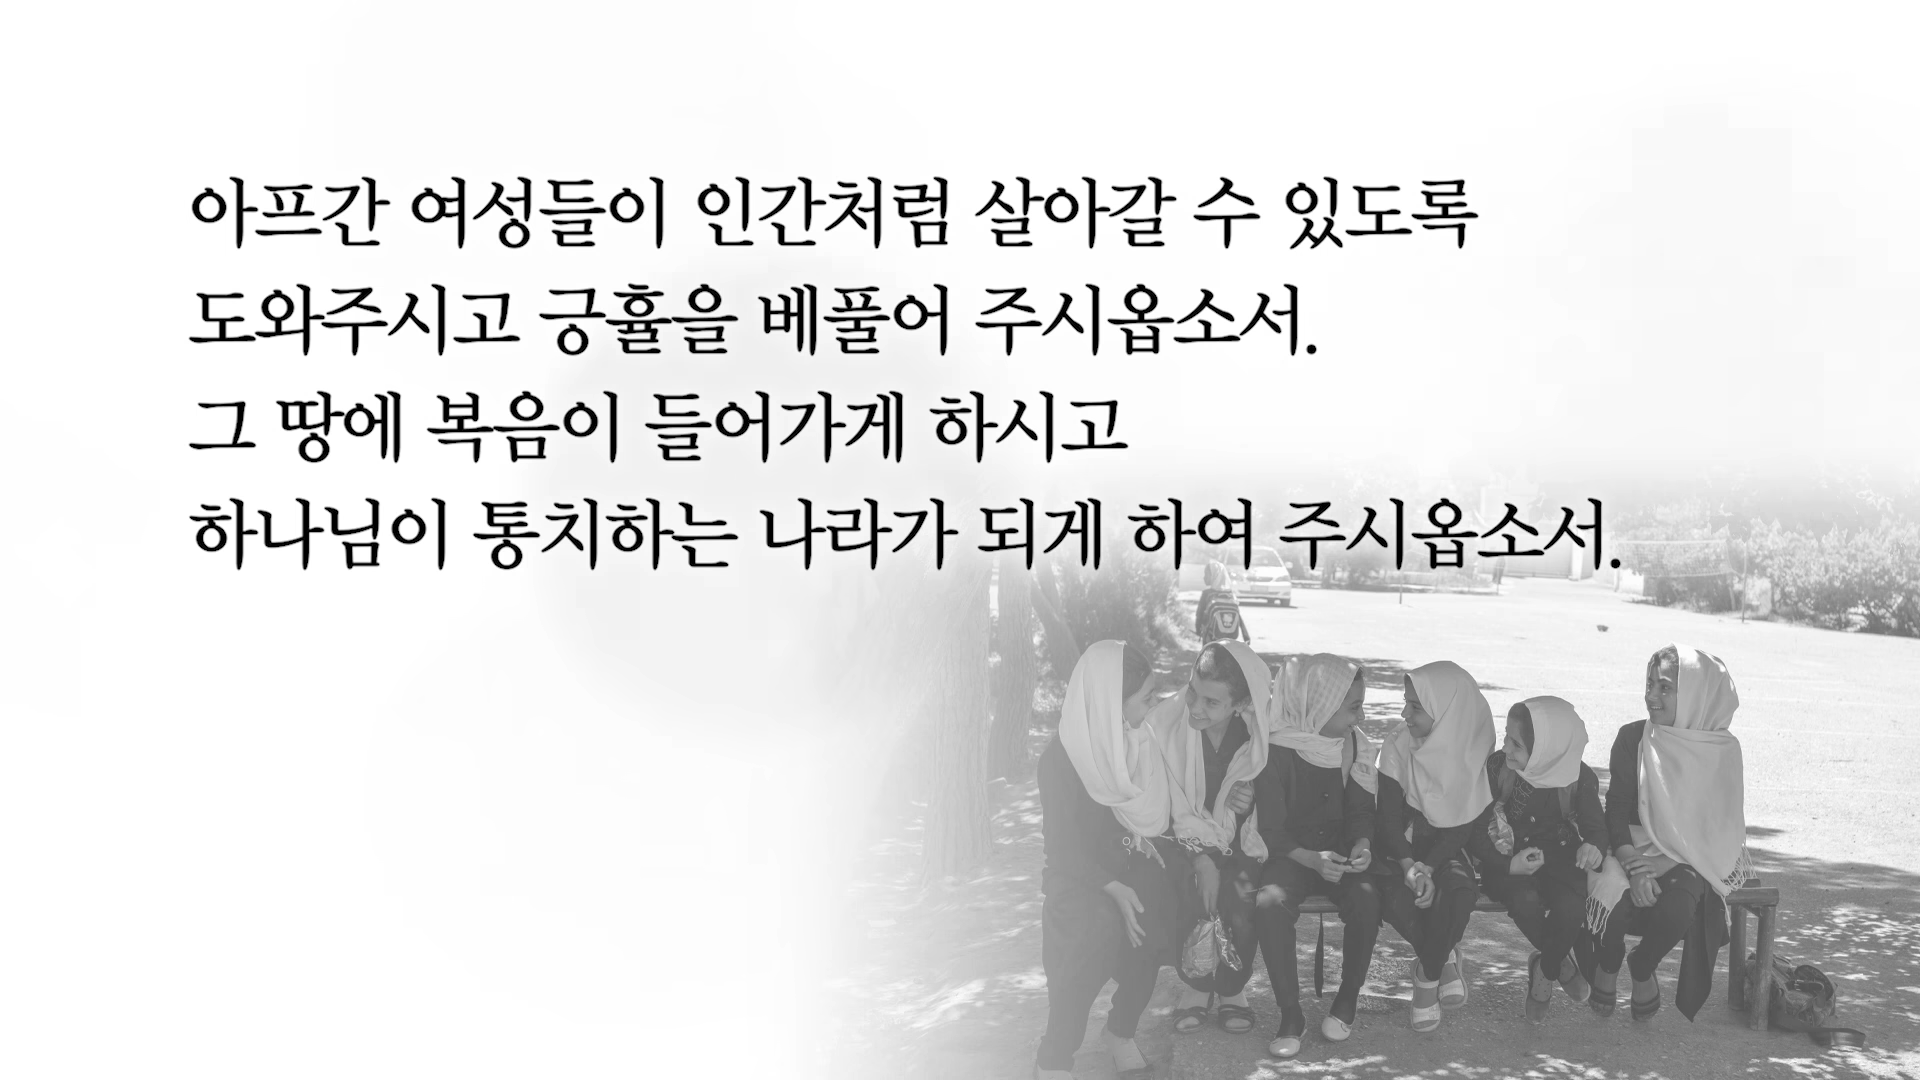 아프간 여성들이 인간처럼 살아갈 수 있도록
도와주시고 긍휼을 베풀어 주시옵소서.
그 땅에 복음이 들어가게 하시고
하나님이 통치하는 나라가 되게 하여 주시옵소서.